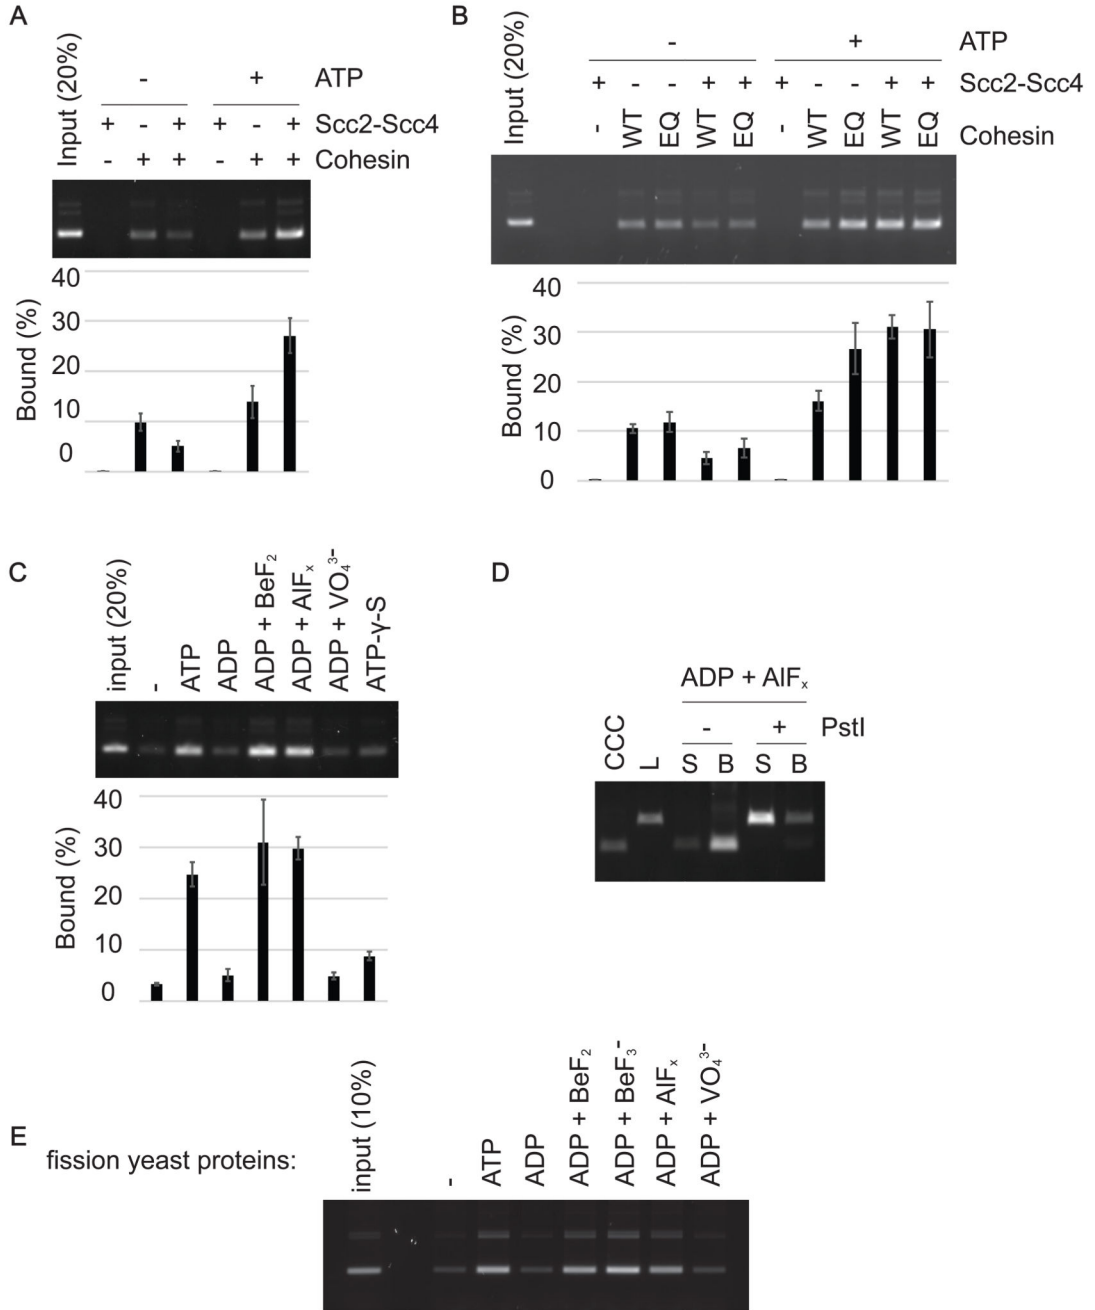 A
Input (20%)
- + ATP
+ - + + - + Scc2-Scc4
- + + - + + Cohesin
40
30
20
10
0
Bound (%)
B
Input (20%)
- + ATP
+ - - + + + - - + + Scc2-Scc4
- WT EQ WT EQ - WT EQ WT EQ Cohesin
40
30
20
10
0
Bound (%)
C
input (20%)
-
ATP
ADP
ADP + BeF₂
ADP + AlFₓ
ADP + VO₄³⁻
ATP-γ-S
40
30
20
10
0
Bound (%)
D
ADP + AlFₓ
- + PstI
CCC L S B S B
E
fission yeast proteins:
input (10%)
-
ATP
ADP
ADP + BeF₂
ADP + BeF₃⁻
ADP + AlFₓ
ADP + VO₄³⁻